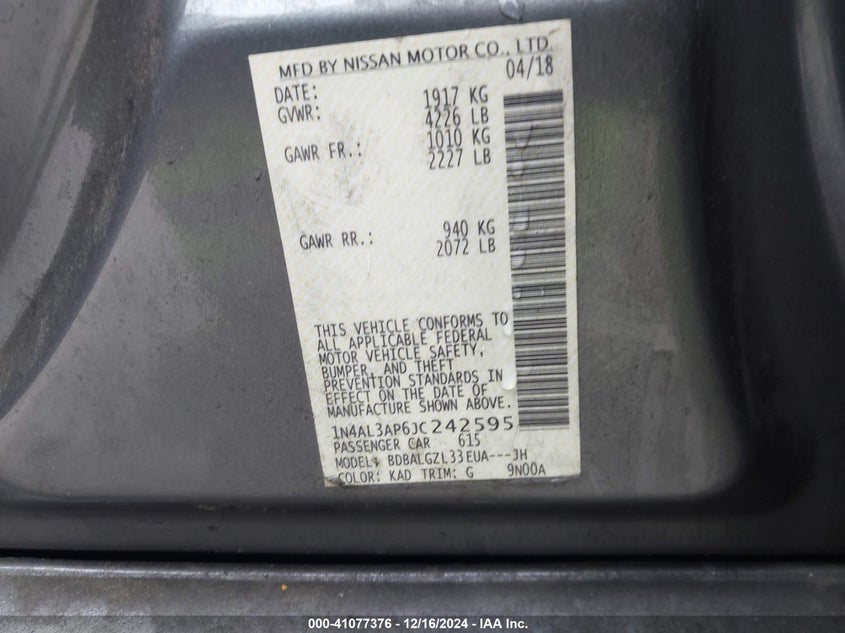 MFD BY NISSAN MOTOR CO., LTD.
DATE: 04/18
GVWR: 1917 KG
4226 LB
GAWR FR.: 1010 KG
2227 LB
GAWR RR.: 940 KG
2072 LB
THIS VEHICLE CONFORMS TO
ALL APPLICABLE FEDERAL
MOTOR VEHICLE SAFETY,
BUMPER, AND THEFT
PREVENTION STANDARDS IN
EFFECT ON THE DATE OF
MANUFACTURE SHOWN ABOVE.
1N4AL3AP6JC242595
PASSENGER CAR 615
MODEL: BDBALGZL33EUA---JH
COLOR: KAD TRIM: G 9N00A
000-41077376 - 12/16/2024 - IAA Inc.